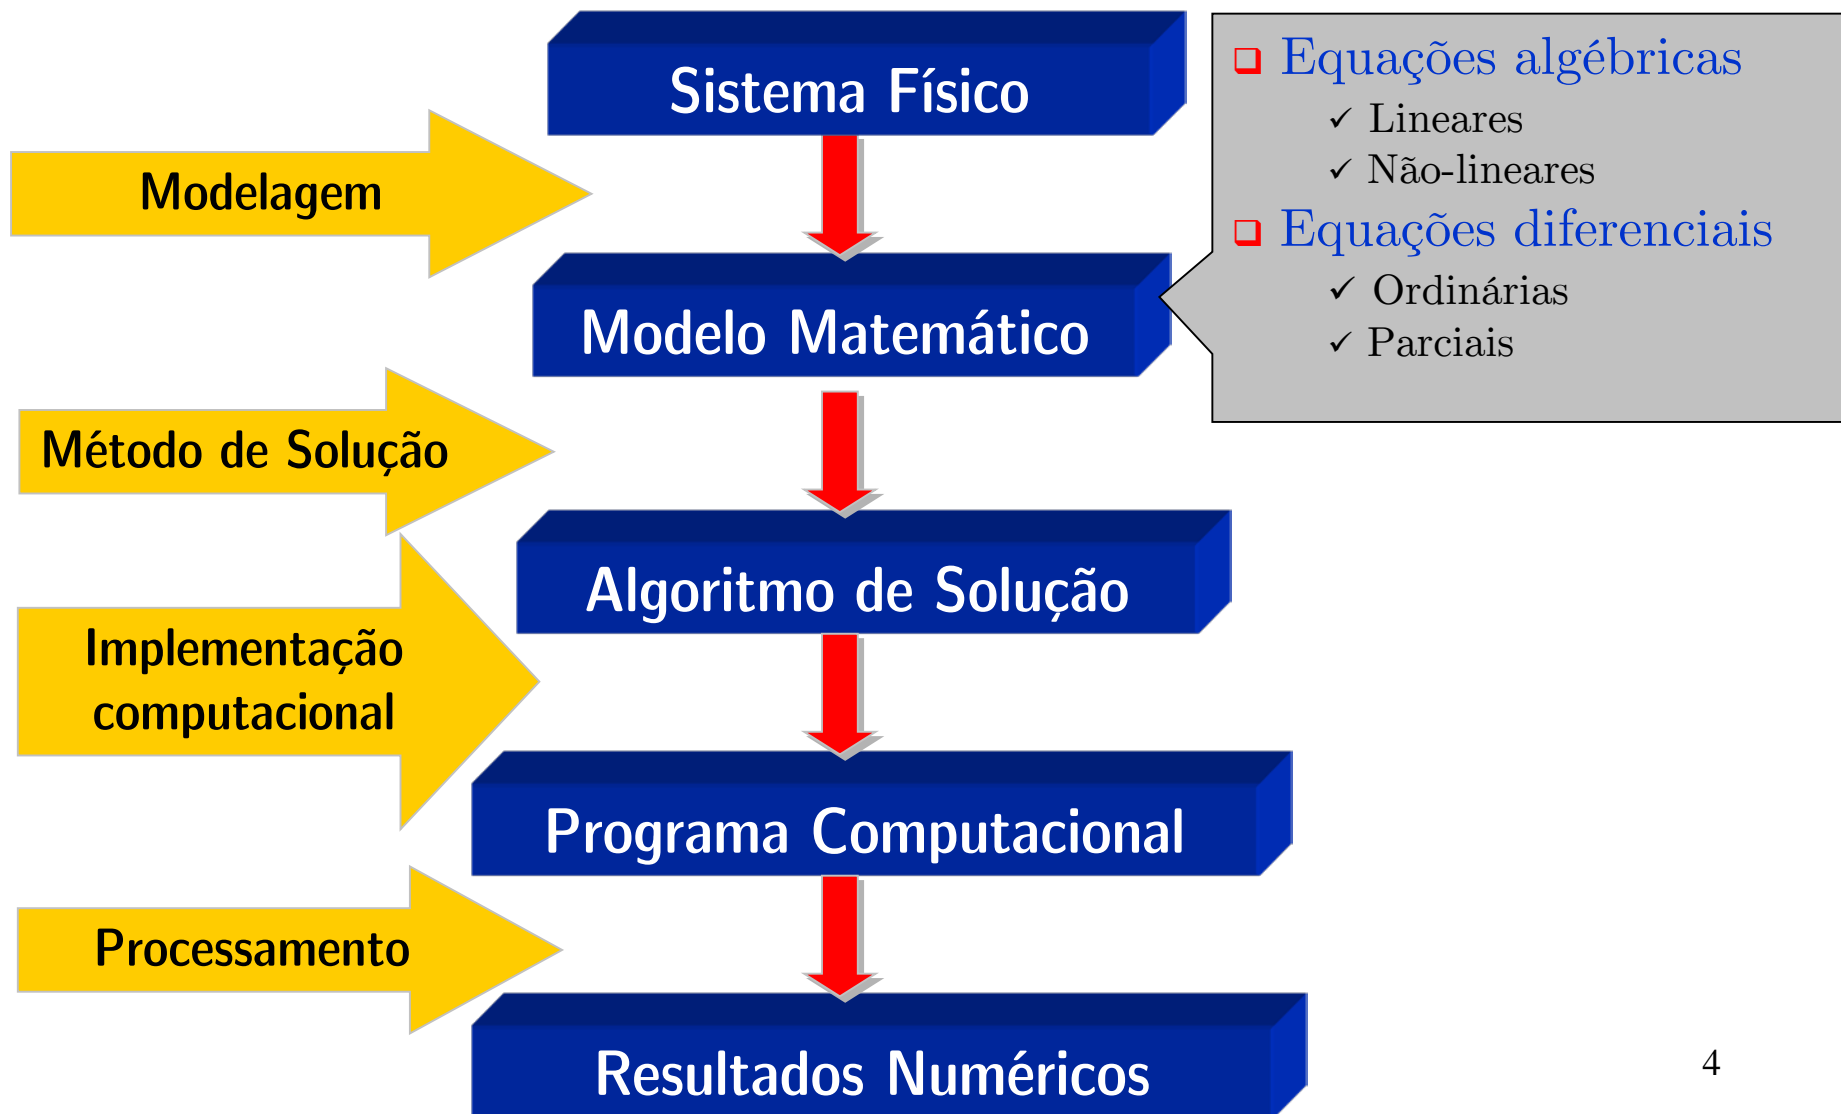 Sistema Físico
Equações algébricas
Lineares
Não-lineares
Equações diferenciais
Ordinárias
Parciais
Modelagem
Modelo Matemático
Método de Solução
Algoritmo de Solução
Implementação
computacional
Programa Computacional
Processamento
Resultados Numéricos
4